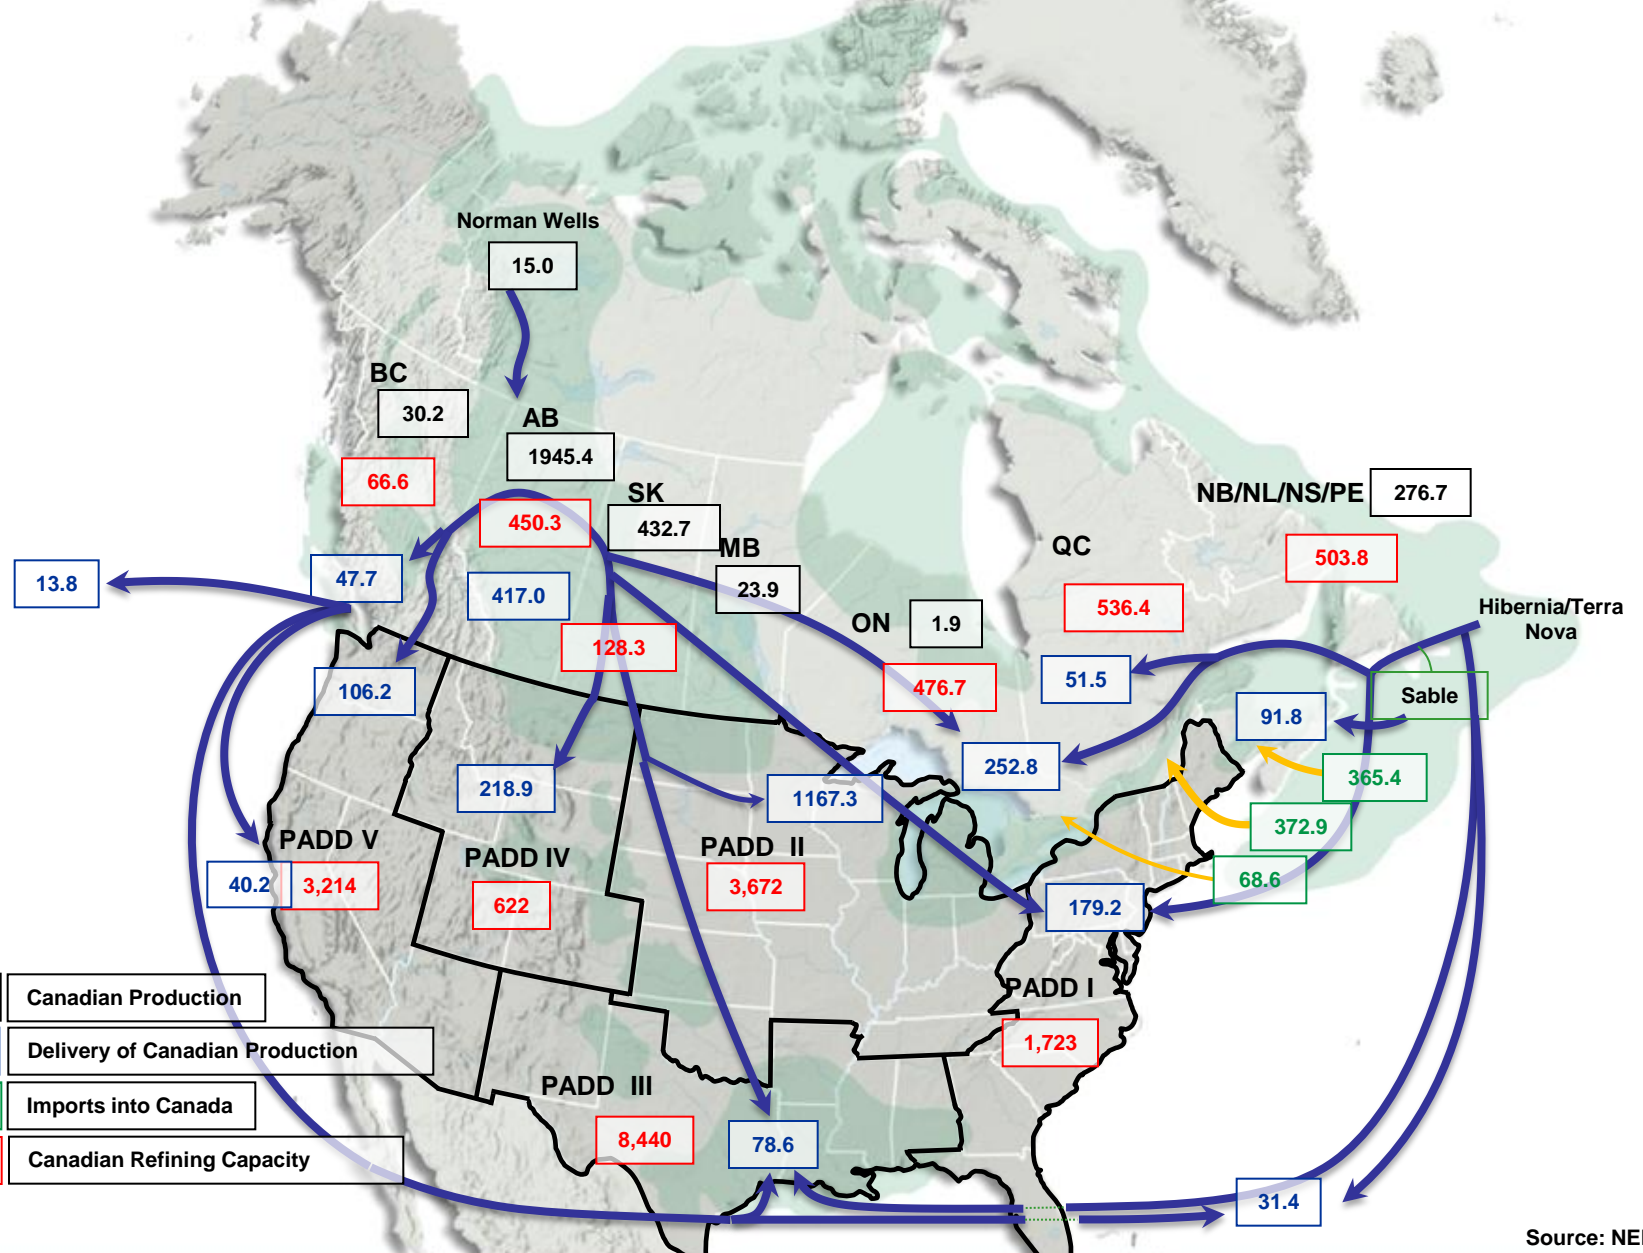 Norman Wells
15.0
BC
30.2
AB
1945.4
66.6
SK
450.3
432.7
NB/NL/NS/PE
276.7
MB
QC
503.8
13.8
47.7
417.0
23.9
ON
1.9
536.4
Hibernia/Terra
Nova
128.3
476.7
51.5
106.2
Sable
91.8
252.8
365.4
218.9
1167.3
372.9
PADD V
PADD IV
PADD II
40.2
3,214
622
3,672
68.6
179.2
PADD I
Canadian Production
Delivery of Canadian Production
1,723
Imports into Canada
PADD III
Canadian Refining Capacity
8,440
78.6
31.4
Source: